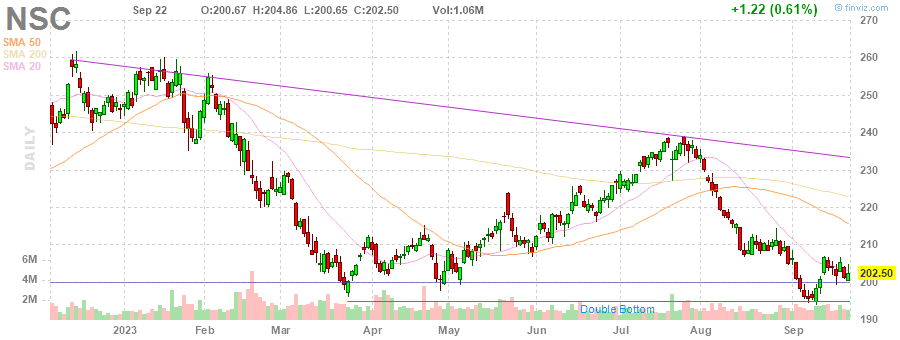 NSC Sep 22 O:200.67 H:204.86 L:200.65 C:202.50 Vol:1.06M +1.22 (0.61%) © finviz.com
SMA 50
SMA 200
SMA 20
DAILY
270
260
250
240
230
220
210
202.50
200
190
6M
4M
2M
Double Bottom
2023 Feb Mar Apr May Jun Jul Aug Sep